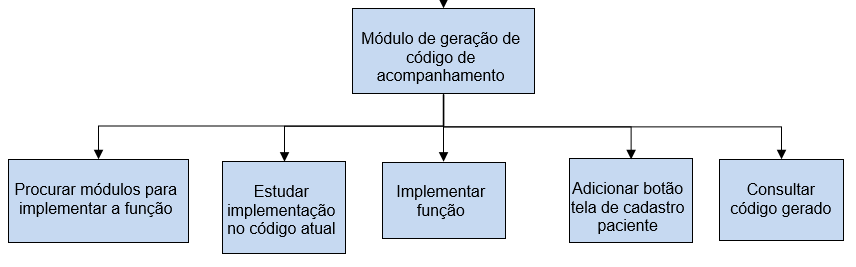 Módulo de geração de
código de
acompanhamento
Procurar módulos para
implementar a função
Estudar
implementação
no código atual
Implementar
função
Adicionar botão
tela de cadastro
paciente
Consultar
código gerado